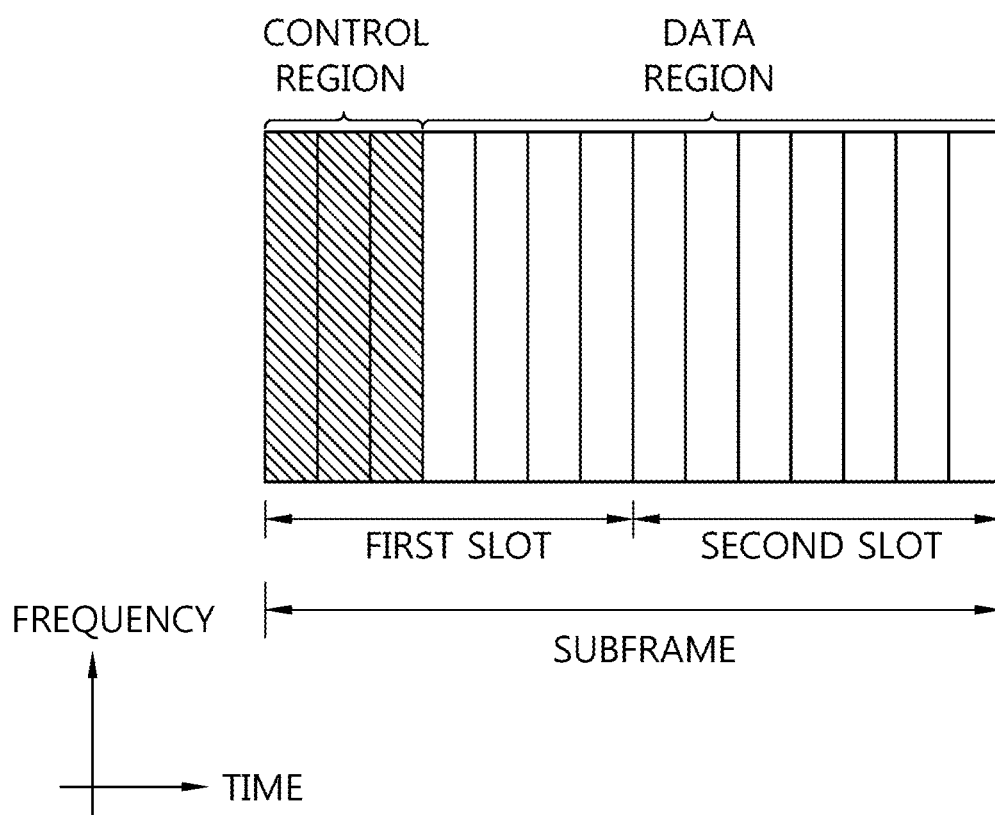 CONTROL
REGION
DATA
REGION
FIRST SLOT
SECOND SLOT
SUBFRAME
FREQUENCY
TIME